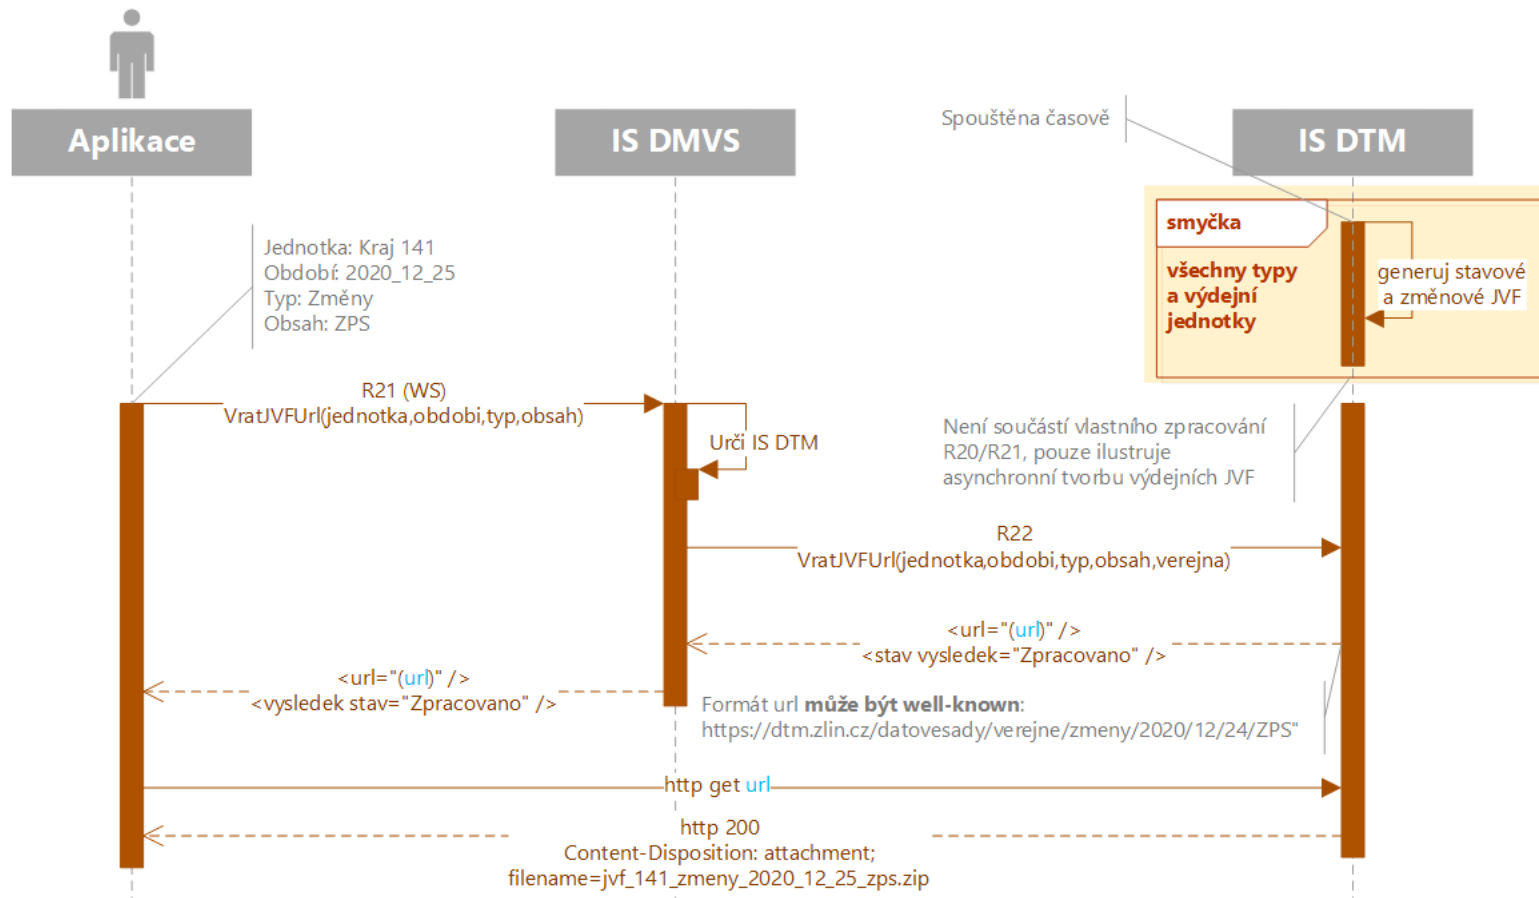 Aplikace
IS DMVS
IS DTM
Spouštěna časově
smyčka
všechny typy
a výdejní
jednotky
generuj stavové
a změnové JVF
Jednotka: Kraj 141
Období: 2020_12_25
Typ: Změny
Obsah: ZPS
R21 (WS)
VratJVFUrl(jednotka,obdobi,typ,obsah)
Urči IS DTM
Není součástí vlastního zpracování
R20/R21, pouze ilustruje
asynchronní tvorbu výdejních JVF
R22
VratJVFUrl(jednotka,obdobi,typ,obsah,verejna)
<url="(url)" />
<stav vysledek="Zpracovano" />
<url="(url)" />
<vysledek stav="Zpracovano" />
Formát url může být well-known:
https://dtm.zlin.cz/datovesady/verejne/zmeny/2020/12/24/ZPS"
http get url
http 200
Content-Disposition: attachment;
filename=jvf_141_zmeny_2020_12_25_zps.zip